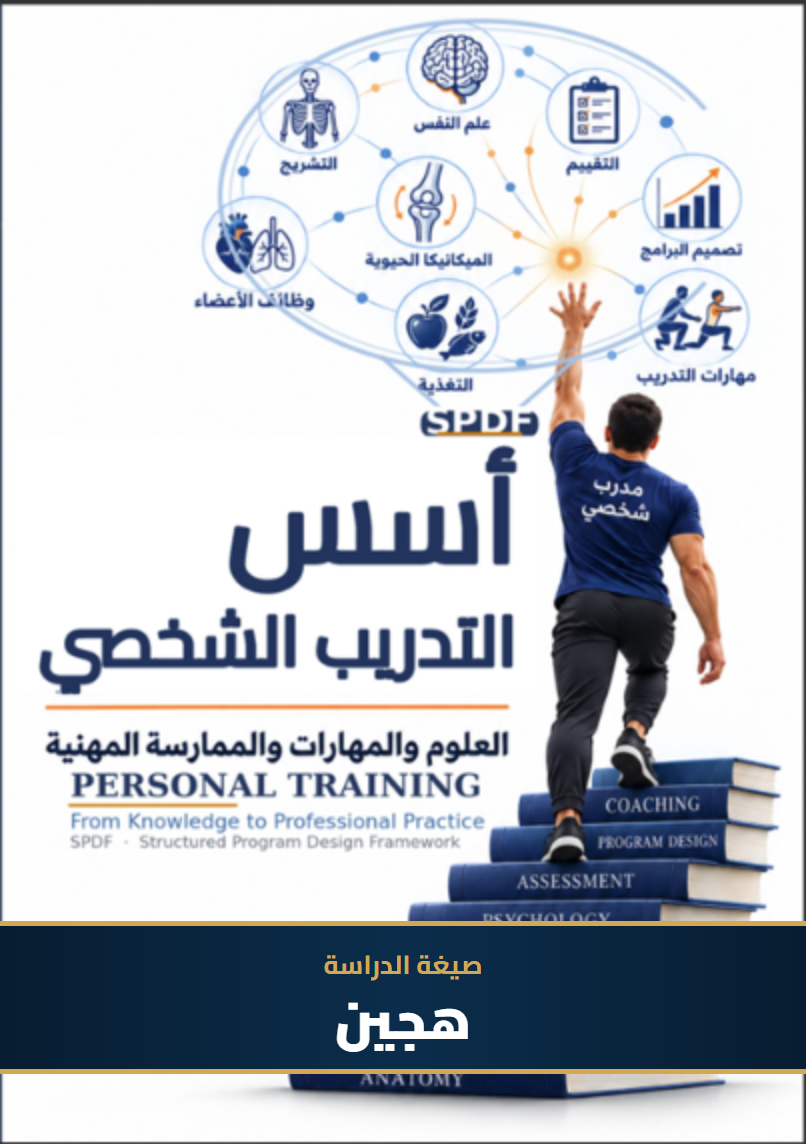 علم النفس
التشريح
التقييم
الميكانيكا الحيوية
تصميم البرامج
وظائف الأعضاء
التغذية
مهارات التدريب
SPDF
مدرب
شخصي
أسس
التدريب الشخصي
العلوم والمهارات والممارسة المهنية
PERSONAL TRAINING
From Knowledge to Professional Practice
SPDF · Structured Program Design Framework
COACHING
PROGRAM DESIGN
ASSESSMENT
PSYCHOLOGY
صيغة الدراسة
هجين
ANATOMY